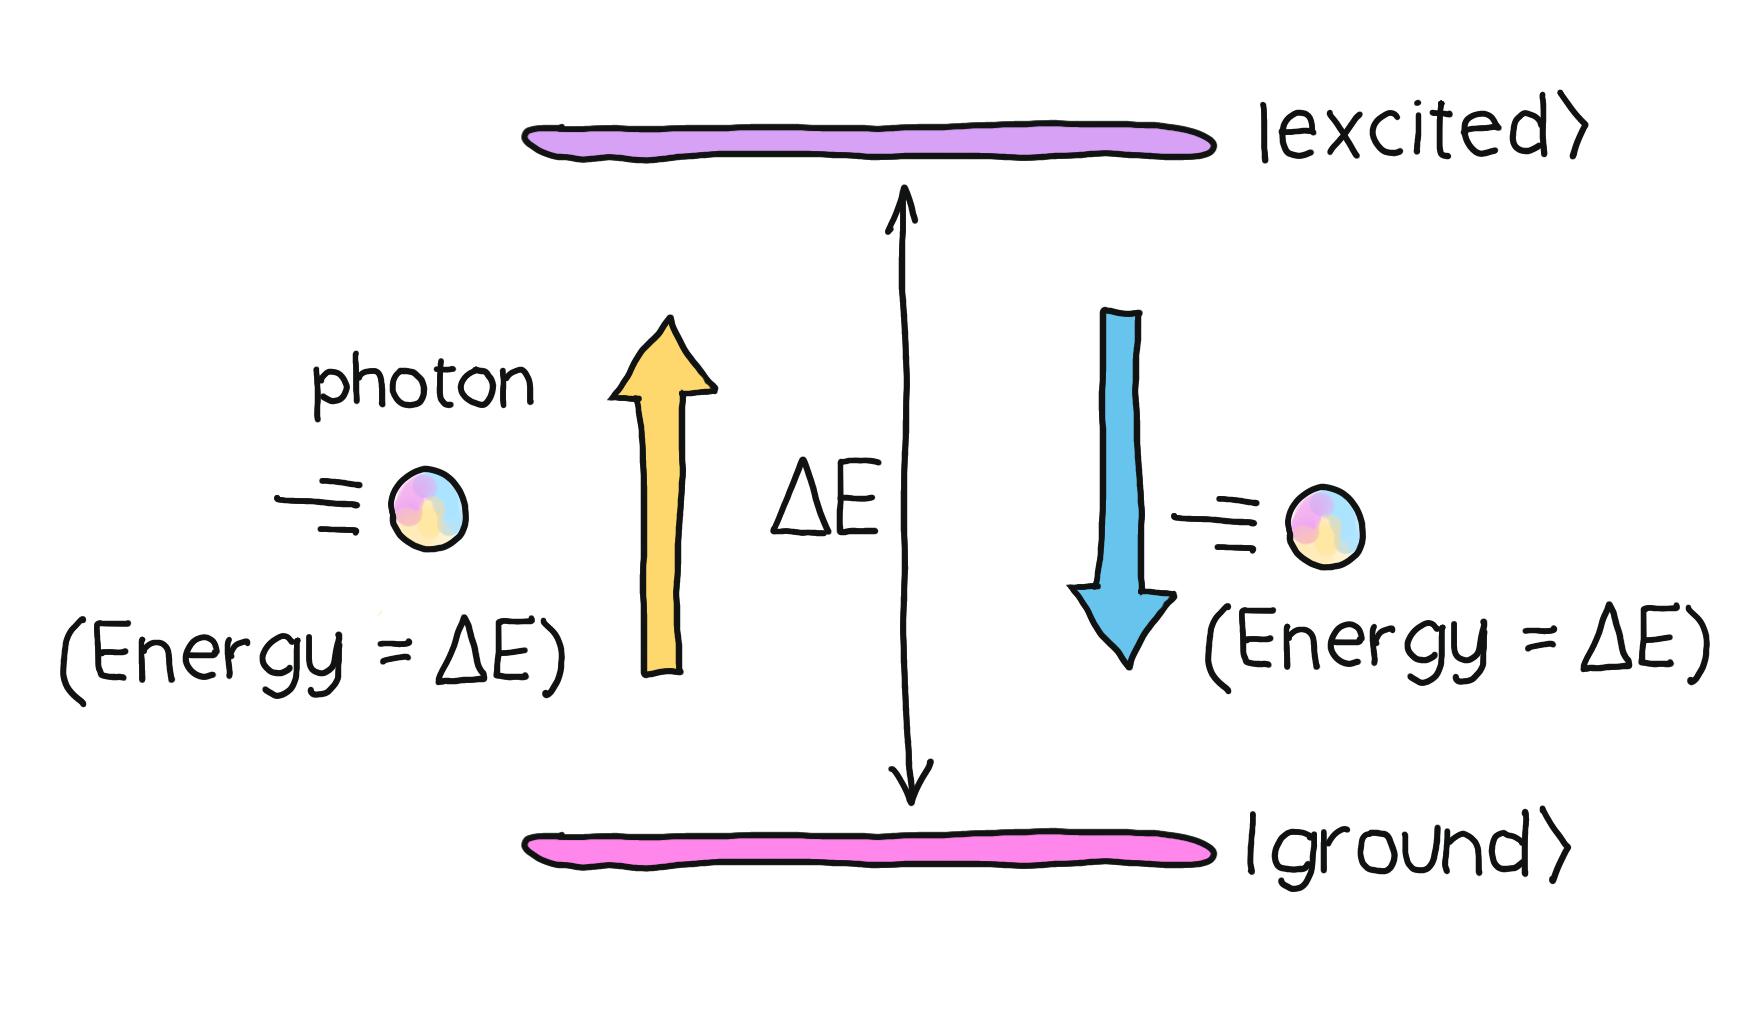 |excited⟩
photon
ΔE
(Energy = ΔE)
(Energy = ΔE)
|ground⟩